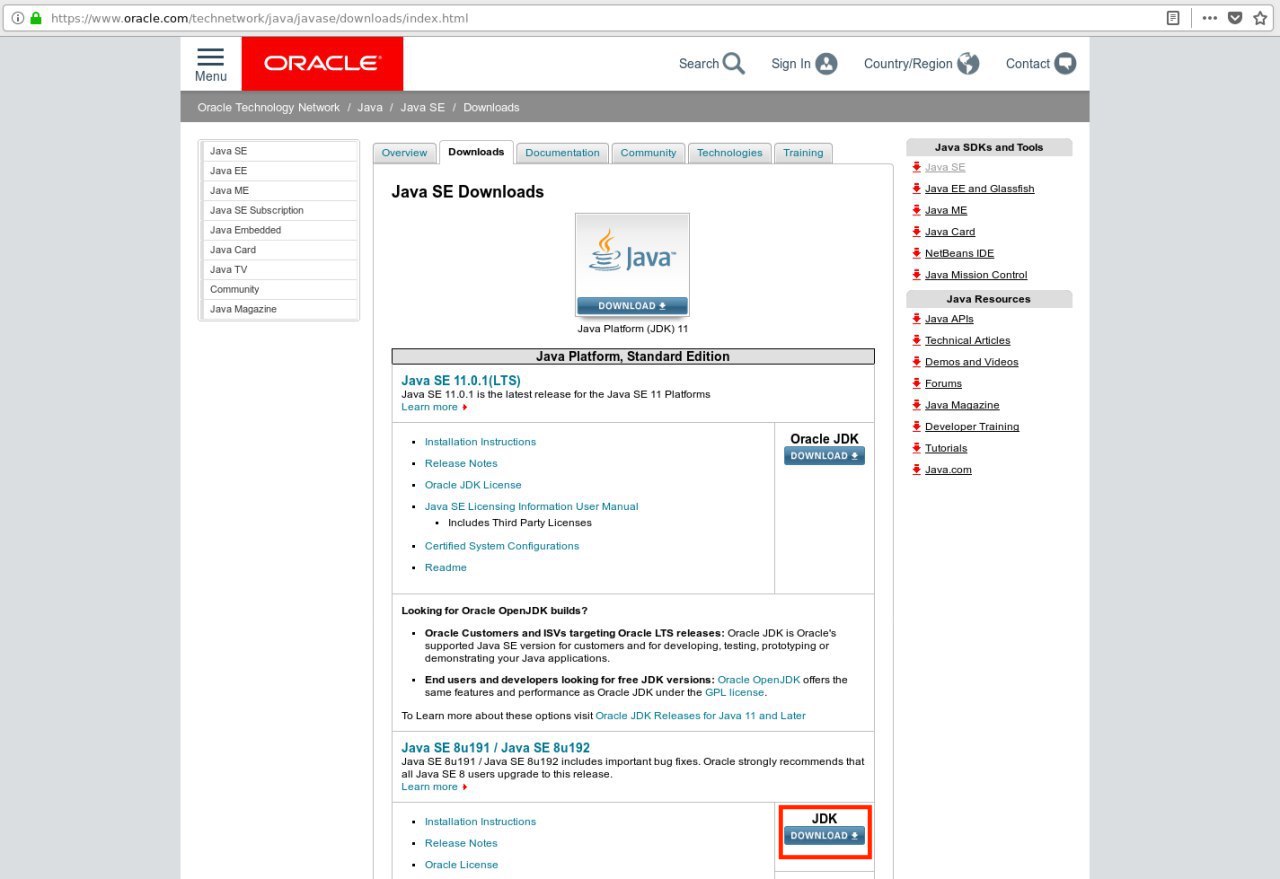 https://www.oracle.com/technetwork/java/javase/downloads/index.html
Menu
ORACLE
Search
Sign In
Country/Region
Contact
Oracle Technology Network / Java / Java SE / Downloads
Java SE
Java EE
Java ME
Java SE Subscription
Java Embedded
Java Card
Java TV
Community
Java Magazine
Overview
Downloads
Documentation
Community
Technologies
Training
Java SE Downloads
Java™
DOWNLOAD
Java Platform (JDK) 11
Java Platform, Standard Edition
Java SE 11.0.1(LTS)
Java SE 11.0.1 is the latest release for the Java SE 11 Platforms
Learn more
Installation Instructions
Release Notes
Oracle JDK License
Java SE Licensing Information User Manual
Includes Third Party Licenses
Certified System Configurations
Readme
Oracle JDK
DOWNLOAD
Looking for Oracle OpenJDK builds?
Oracle Customers and ISVs targeting Oracle LTS releases: Oracle JDK is Oracle's
supported Java SE version for customers and for developing, testing, prototyping or
demonstrating your Java applications.
End users and developers looking for free JDK versions: Oracle OpenJDK offers the
same features and performance as Oracle JDK under the GPL license.
To Learn more about these options visit Oracle JDK Releases for Java 11 and Later
Java SE 8u191 / Java SE 8u192
Java SE 8u191 / Java SE 8u192 includes important bug fixes. Oracle strongly recommends that
all Java SE 8 users upgrade to this release.
Learn more
Installation Instructions
Release Notes
Oracle License
JDK
DOWNLOAD
Java SDKs and Tools
Java SE
Java EE and Glassfish
Java ME
Java Card
NetBeans IDE
Java Mission Control
Java Resources
Java APIs
Technical Articles
Demos and Videos
Forums
Java Magazine
Developer Training
Tutorials
Java.com